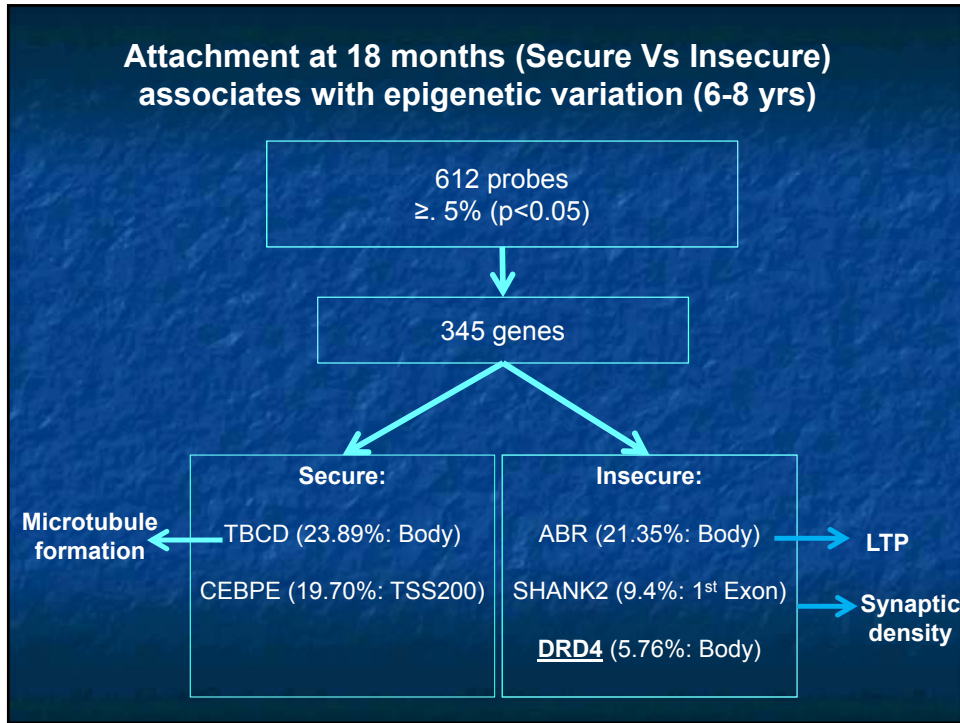 Attachment at 18 months (Secure Vs Insecure)
associates with epigenetic variation (6-8 yrs)
612 probes
≥. 5% (p<0.05)
345 genes
Secure:
TBCD (23.89%: Body)
CEBPE (19.70%: TSS200)
Microtubule
formation
Insecure:
ABR (21.35%: Body)
SHANK2 (9.4%: 1st Exon)
DRD4 (5.76%: Body)
LTP
Synaptic
density